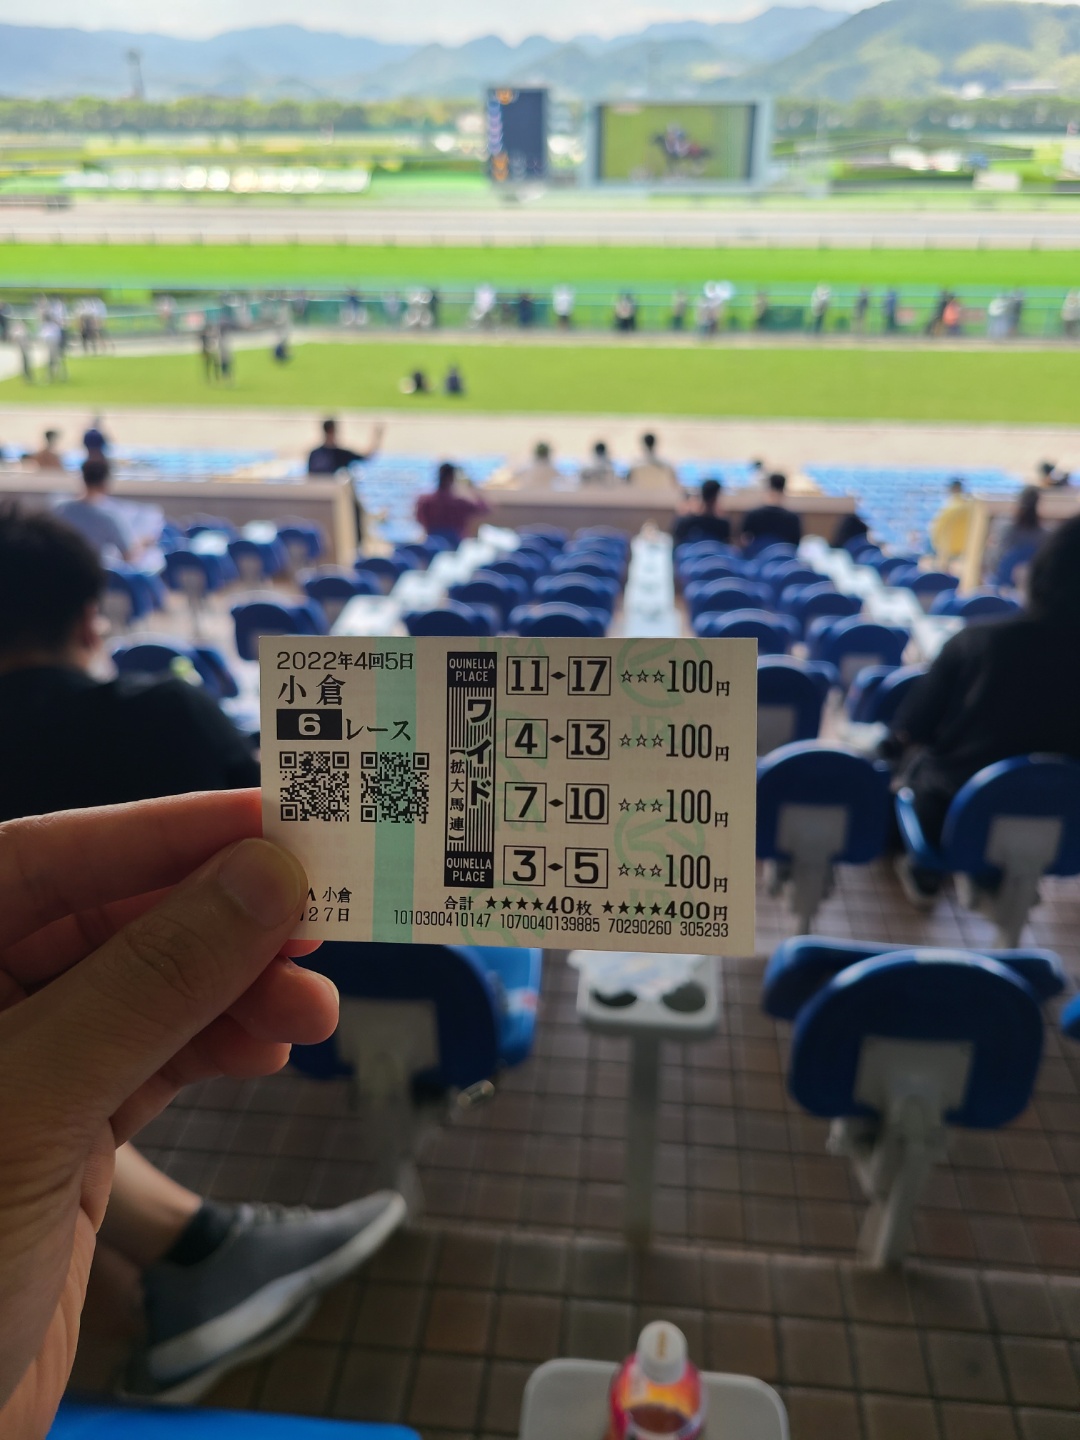 2022年4回5日
小倉
6レース
QUINELLA
PLACE
ワイド
【拡大馬連】
QUINELLA
PLACE
11 17 ☆☆☆100円
4 13 ☆☆☆100円
7 10 ☆☆☆100円
3 5 ☆☆☆100円
合計 ★★★★40枚 ★★★★400円
小倉
27日
1010300410147 1070040139885 70290260 305293